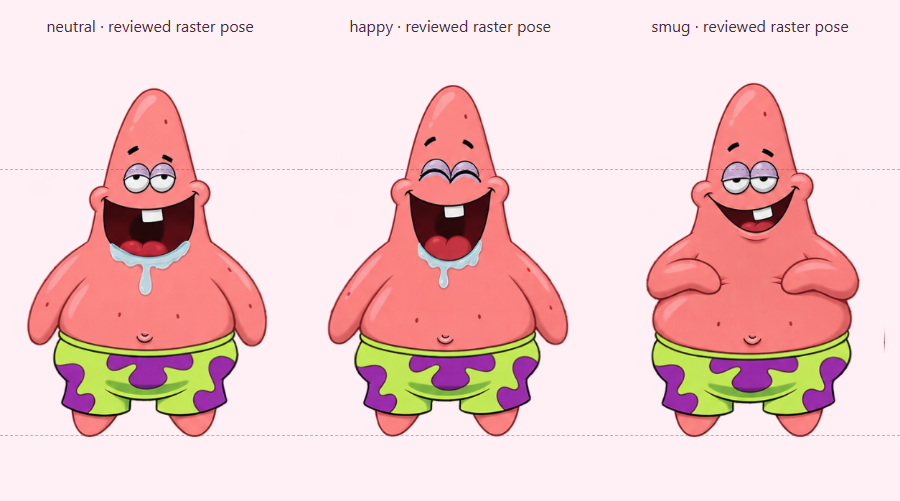 neutral · reviewed raster pose
happy · reviewed raster pose
smug · reviewed raster pose